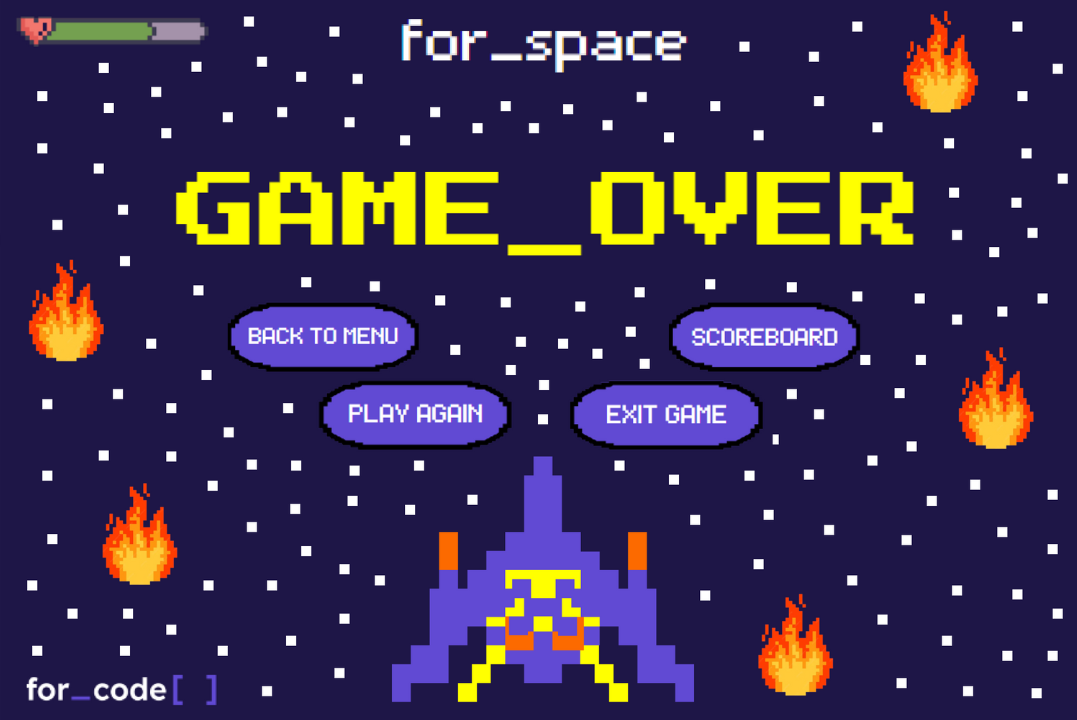 for_space
GAME_OVER
BACK TO MENU
SCOREBOARD
PLAY AGAIN
EXIT GAME
for_code[ ]